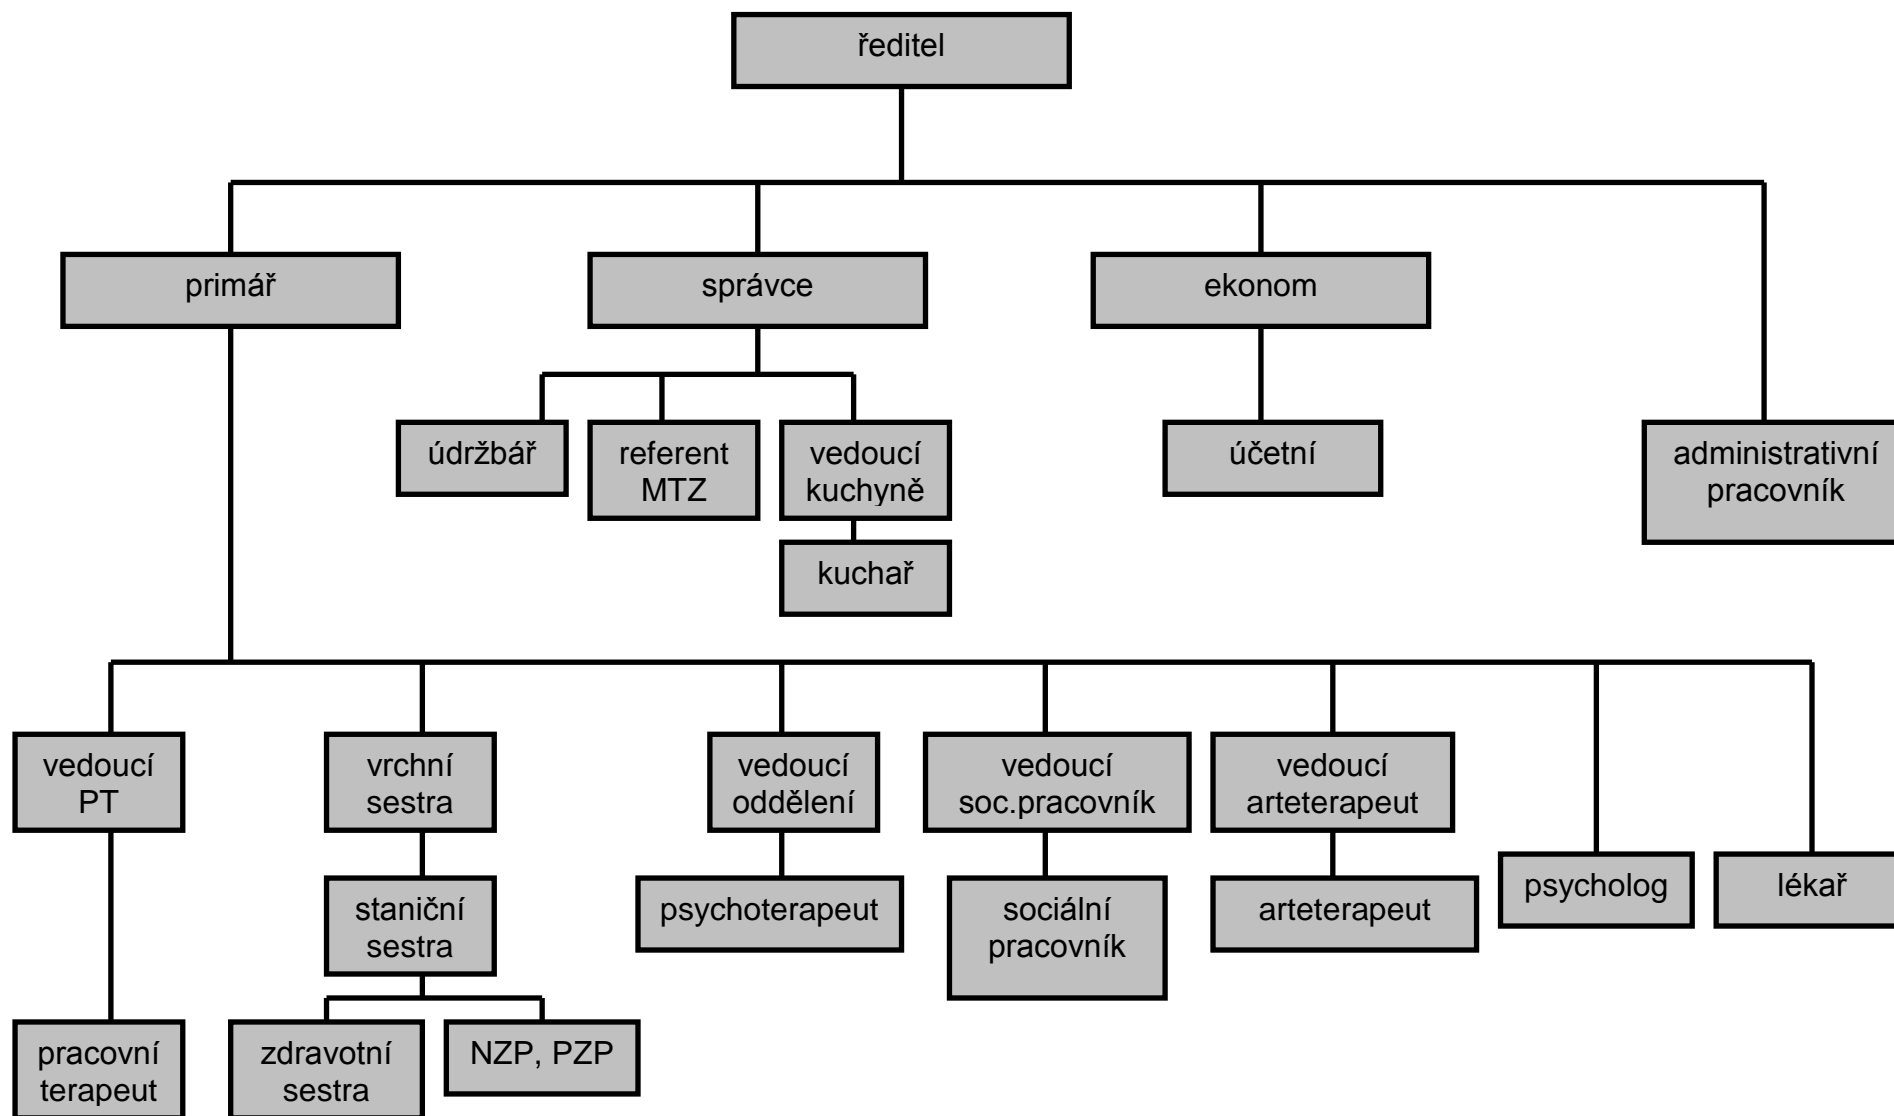 ředitel
primář
správce
ekonom
údržbář
referent
MTZ
vedoucí
kuchyně
účetní
administrativní
pracovník
kuchař
vedoucí
PT
vrchní
sestra
vedoucí
oddělení
vedoucí
soc.pracovník
vedoucí
arteterapeut
psycholog
lékař
staniční
sestra
psychoterapeut
sociální
pracovník
arteterapeut
pracovní
terapeut
zdravotní
sestra
NZP, PZP